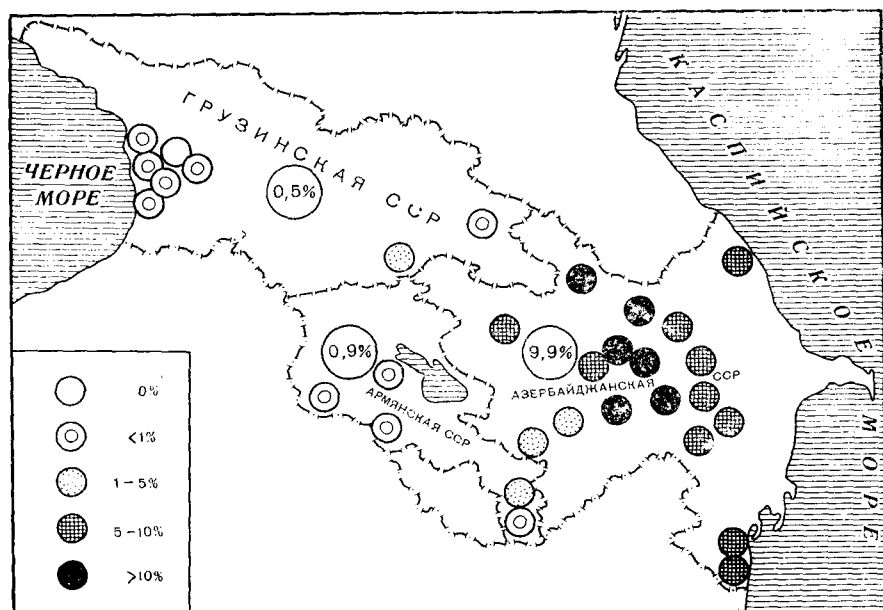 ГРУЗИНСКАЯ ССР
ЧЕРНОЕ
МОРЕ
КАСПИЙСКОЕ МОРЕ
0,5%
0,9%
9,9%
АРМЯНСКАЯ ССР
АЗЕРБАЙДЖАНСКАЯ ССР
0%
<1%
1-5%
5-10%
>10%